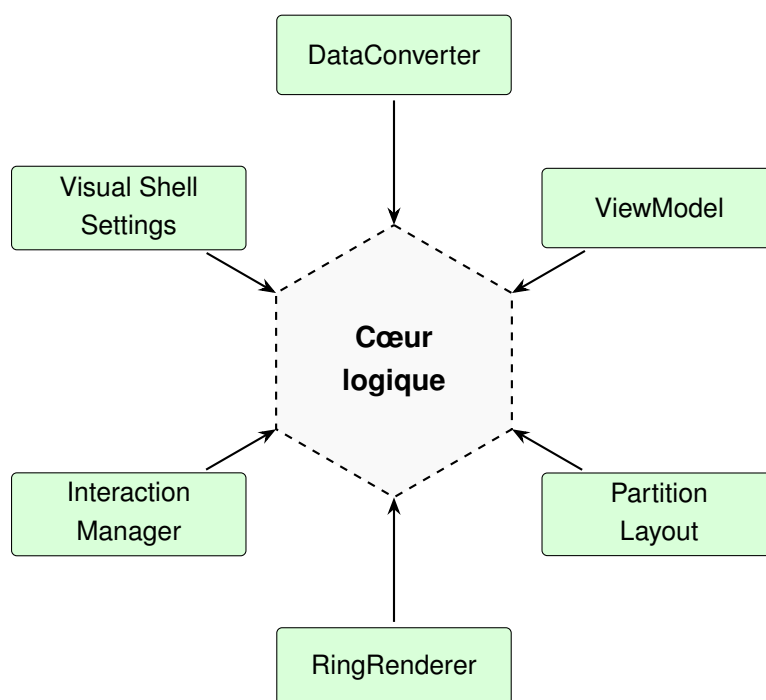 DataConverter
Visual Shell
Settings
ViewModel
Cœur
logique
Interaction
Manager
Partition
Layout
RingRenderer